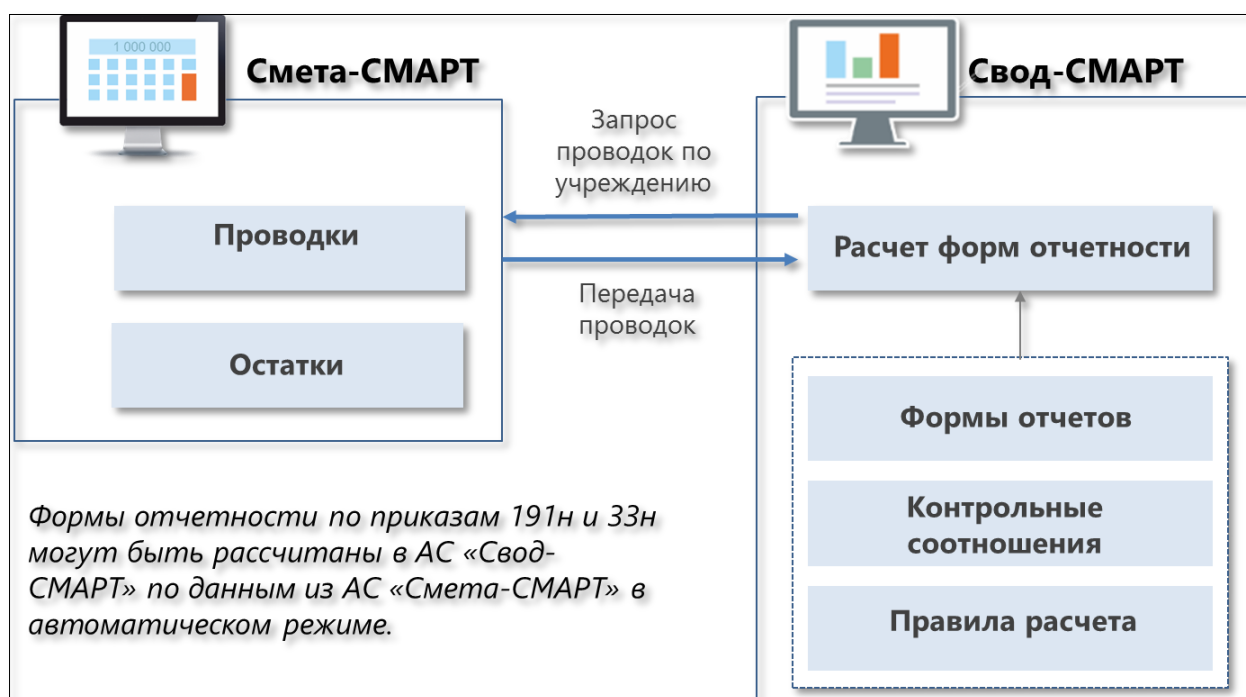 1 000 000
Смета-СМАРТ
Свод-СМАРТ
Запрос
проводок по
учреждению
Проводки
Расчет форм отчетности
Передача
проводок
Остатки
Формы отчетов
Контрольные
соотношения
Правила расчета
Формы отчетности по приказам 191н и 33н
могут быть рассчитаны в АС «Свод-
СМАРТ» по данным из АС «Смета-СМАРТ» в
автоматическом режиме.